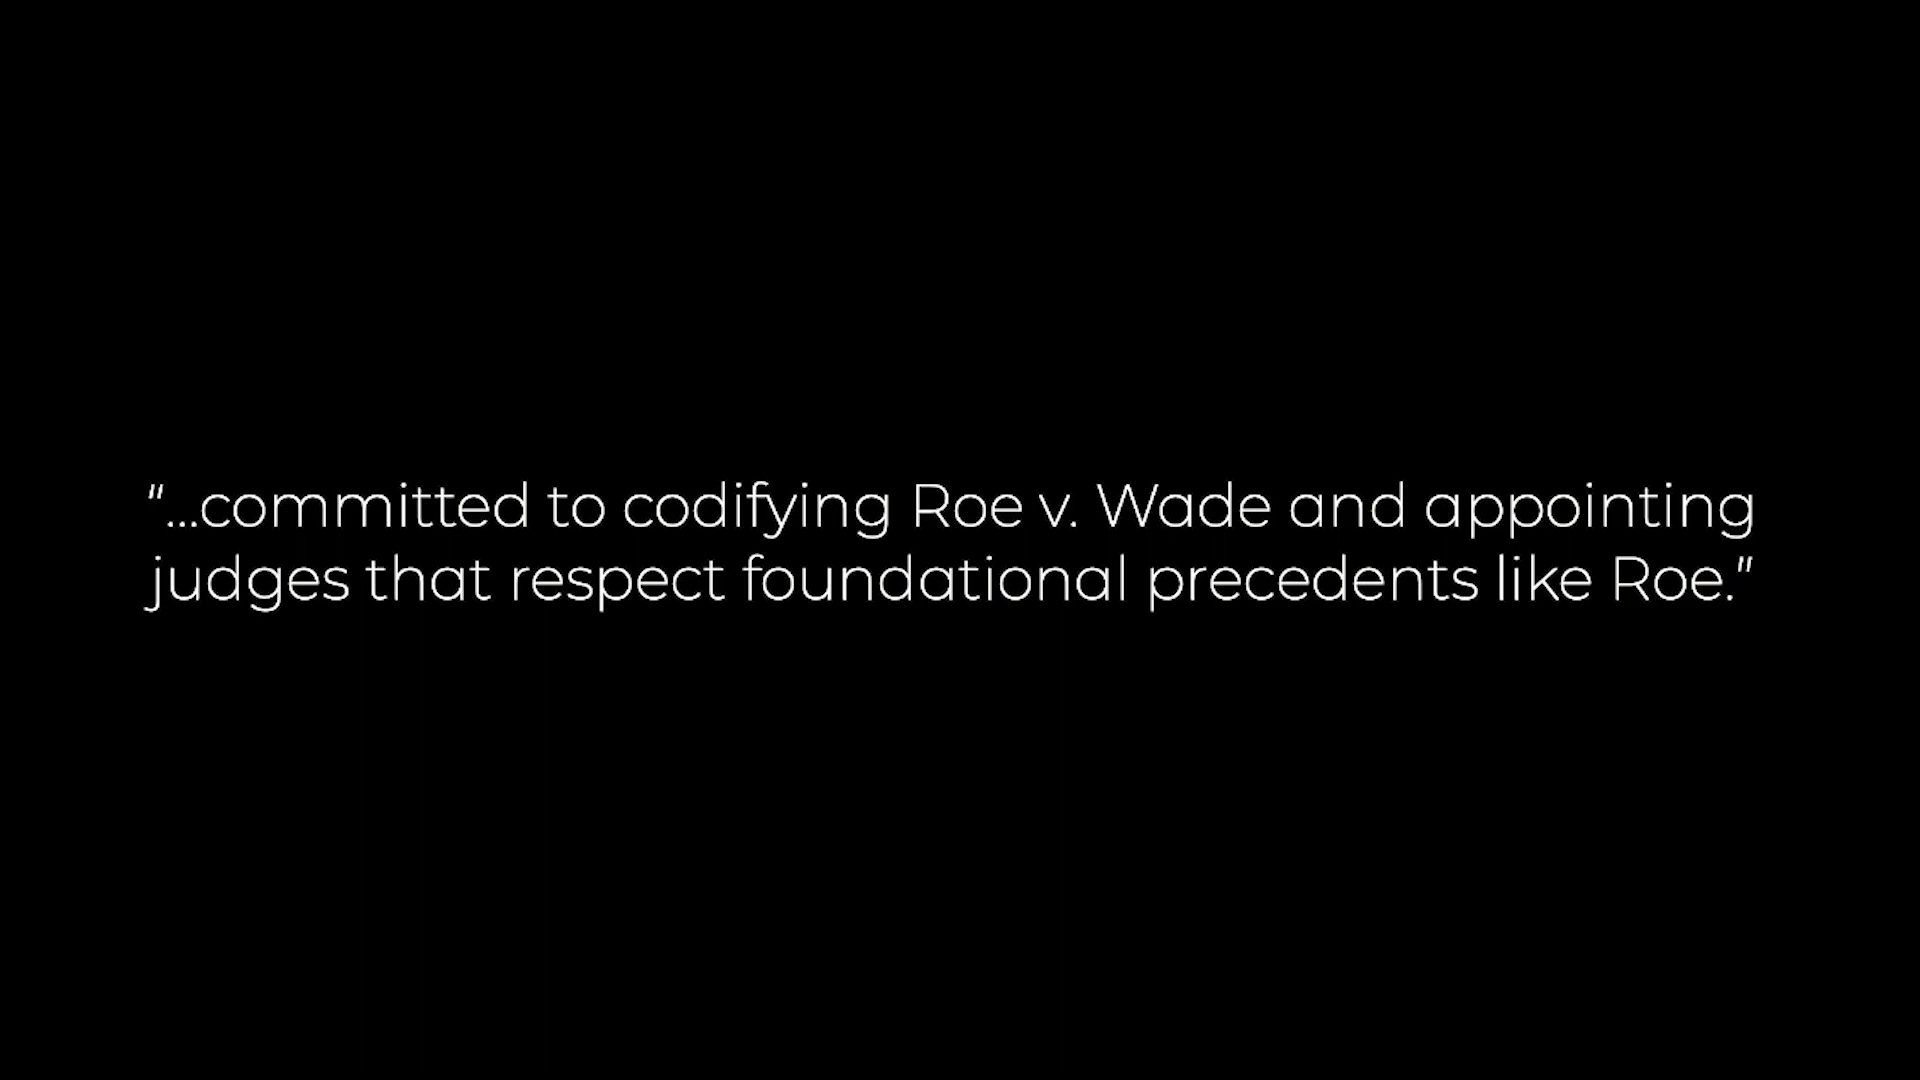 "...committed to codifying Roe v. Wade and appointing
judges that respect foundational precedents like Roe."